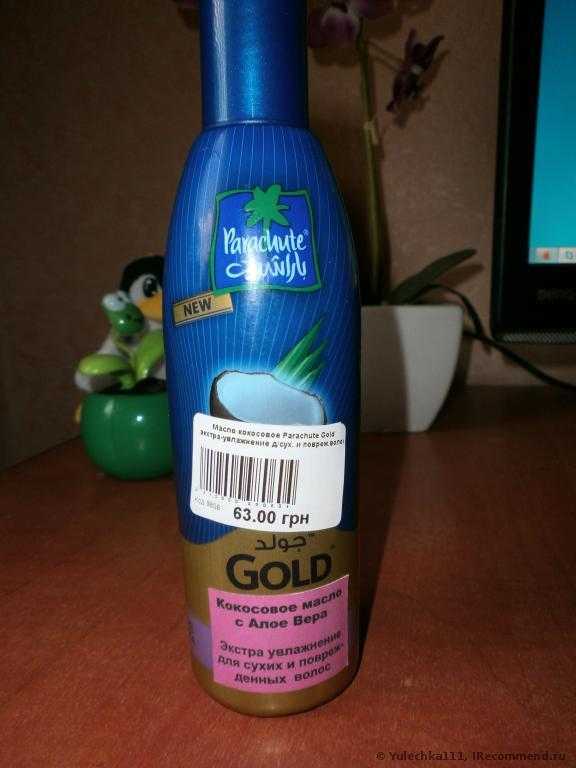 Parachute®
باراشوت
NEW
Масло кокосовое Parachute Gold
экстра-увлажнение д/сух. и повреж.волос
63.00 грн
جولد
GOLD
Кокосовое масло
с Алое Вера
Экстра увлажнение
для сухих и повреж-
денных волос
© Yulechka111, IRecommend.ru